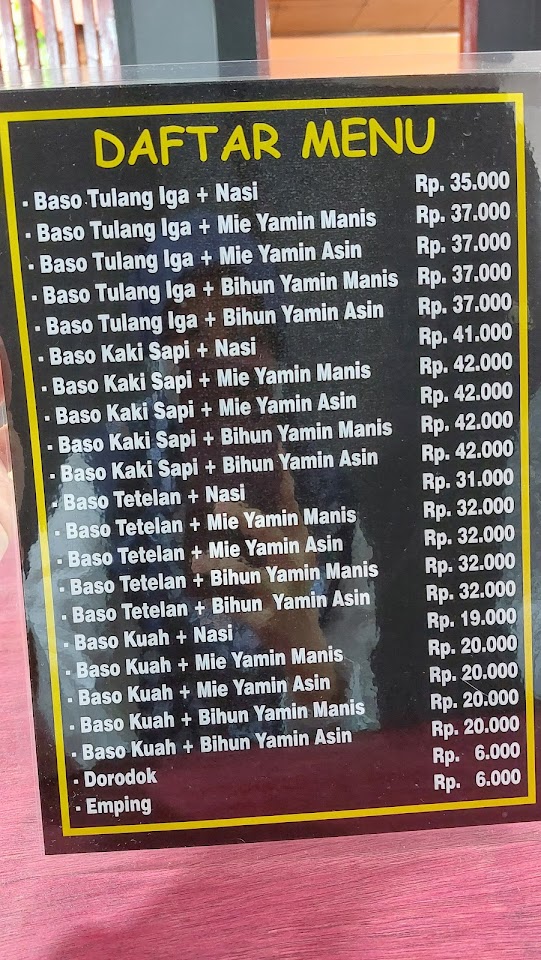 DAFTAR MENU
· Baso Tulang Iga + Nasi Rp. 35.000
· Baso Tulang Iga + Mie Yamin Manis Rp. 37.000
· Baso Tulang Iga + Mie Yamin Asin Rp. 37.000
· Baso Tulang Iga + Bihun Yamin Manis Rp. 37.000
· Baso Tulang Iga + Bihun Yamin Asin Rp. 37.000
· Baso Kaki Sapi + Nasi Rp. 41.000
· Baso Kaki Sapi + Mie Yamin Manis Rp. 42.000
· Baso Kaki Sapi + Mie Yamin Asin Rp. 42.000
· Baso Kaki Sapi + Bihun Yamin Manis Rp. 42.000
· Baso Kaki Sapi + Bihun Yamin Asin Rp. 42.000
· Baso Tetelan + Nasi Rp. 31.000
· Baso Tetelan + Mie Yamin Manis Rp. 32.000
· Baso Tetelan + Mie Yamin Asin Rp. 32.000
· Baso Tetelan + Bihun Yamin Manis Rp. 32.000
· Baso Tetelan + Bihun Yamin Asin Rp. 32.000
· Baso Kuah + Nasi Rp. 19.000
· Baso Kuah + Mie Yamin Manis Rp. 20.000
· Baso Kuah + Mie Yamin Asin Rp. 20.000
· Baso Kuah + Bihun Yamin Manis Rp. 20.000
· Baso Kuah + Bihun Yamin Asin Rp. 20.000
· Dorodok Rp. 6.000
· Emping Rp. 6.000